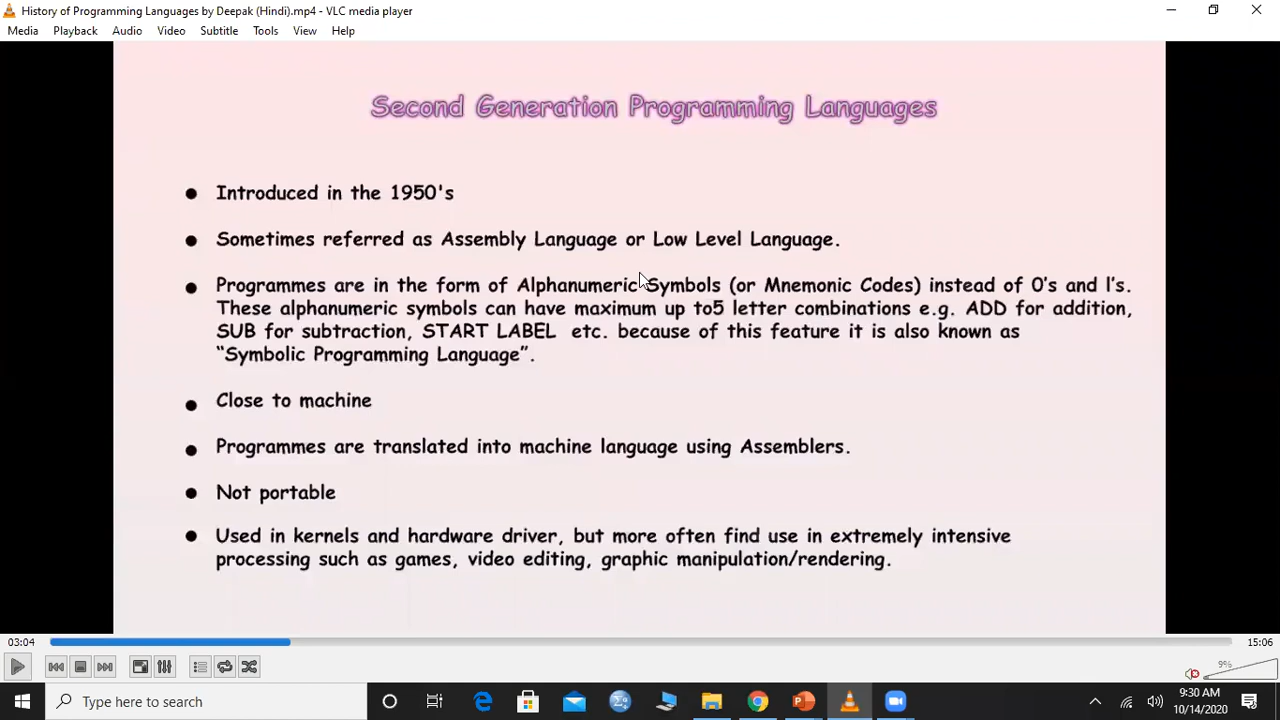 History of Programming Languages by Deepak (Hindi).mp4 - VLC media player
Media Playback Audio Video Subtitle Tools View Help
Second Generation Programming Languages
Introduced in the 1950's
Sometimes referred as Assembly Language or Low Level Language.
Programmes are in the form of Alphanumeric Symbols (or Mnemonic Codes) instead of 0's and l's.
These alphanumeric symbols can have maximum up to5 letter combinations e.g. ADD for addition,
SUB for subtraction, START LABEL etc. because of this feature it is also known as
“Symbolic Programming Language”.
Close to machine
Programmes are translated into machine language using Assemblers.
Not portable
Used in kernels and hardware driver, but more often find use in extremely intensive
processing such as games, video editing, graphic manipulation/rendering.
03:04 15:06
9%
Type here to search
9:30 AM
10/14/2020